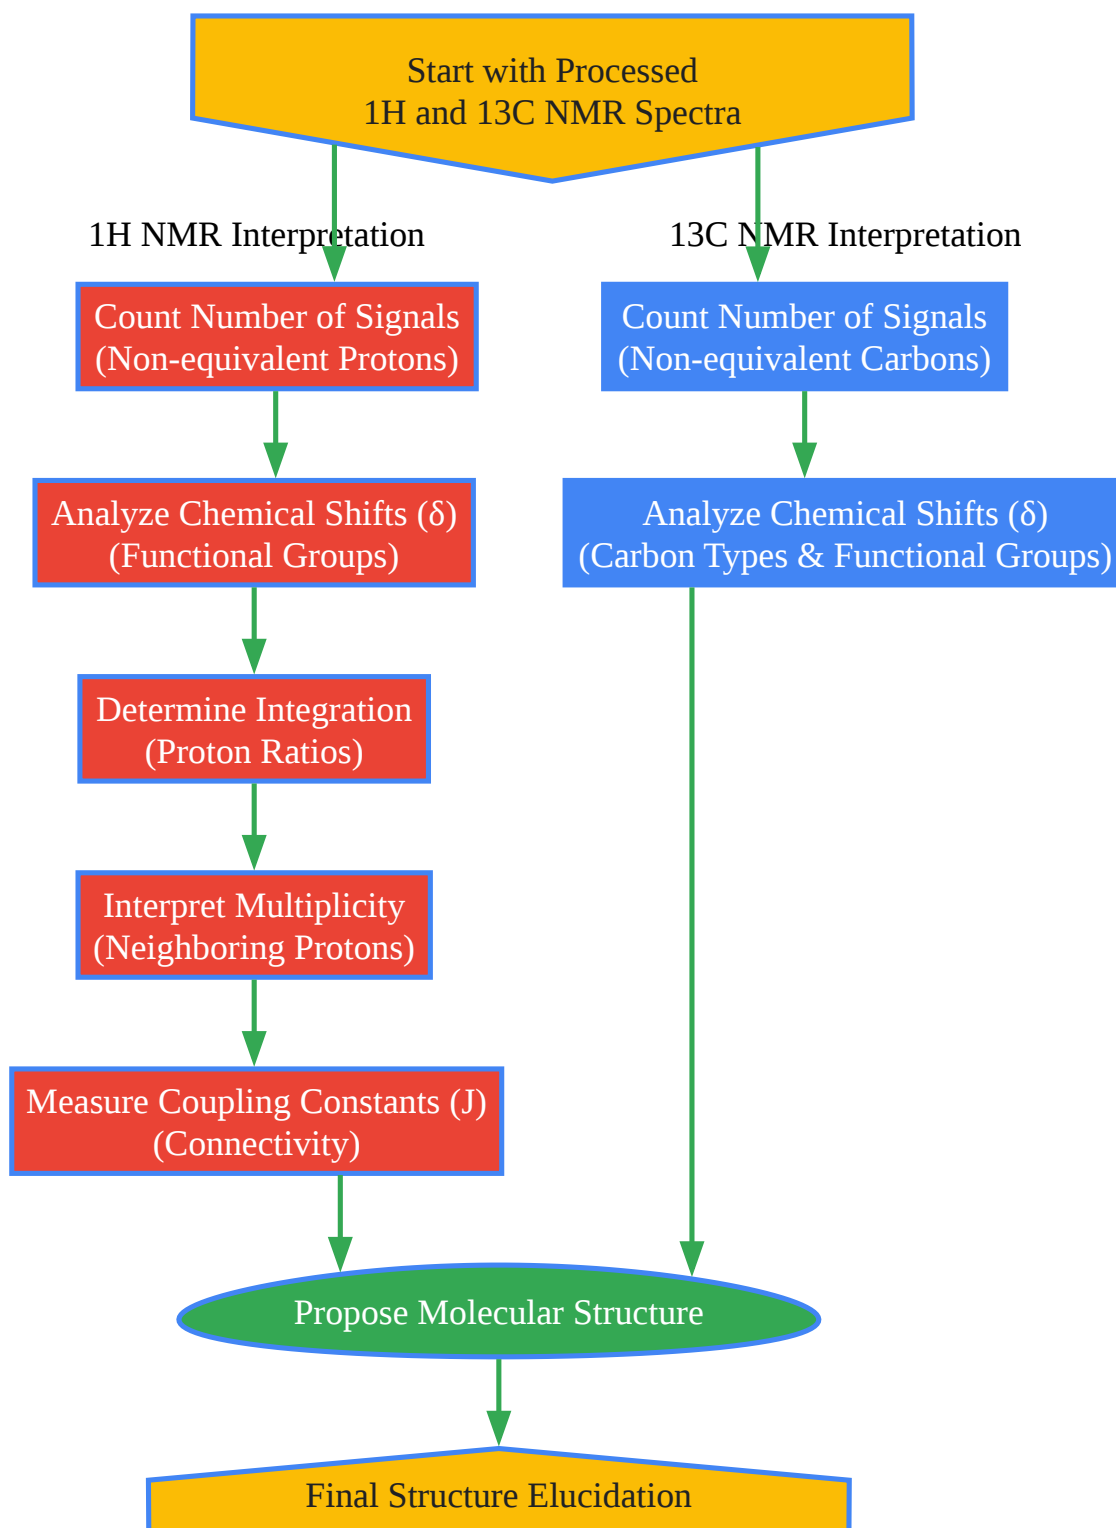 Start with Processed
1H and 13C NMR Spectra
1H NMR Interpretation
13C NMR Interpretation
Count Number of Signals
(Non-equivalent Protons)
Count Number of Signals
(Non-equivalent Carbons)
Analyze Chemical Shifts (δ)
(Functional Groups)
Analyze Chemical Shifts (δ)
(Carbon Types & Functional Groups)
Determine Integration
(Proton Ratios)
Interpret Multiplicity
(Neighboring Protons)
Measure Coupling Constants (J)
(Connectivity)
Propose Molecular Structure
Final Structure Elucidation